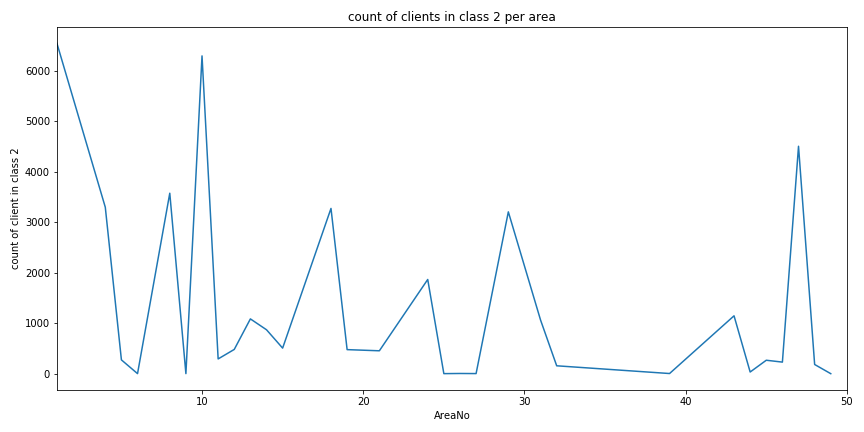 count of clients in class 2 per area
count of client in class 2
6000
5000
4000
3000
2000
1000
0
10 20 30 40 50
AreaNo